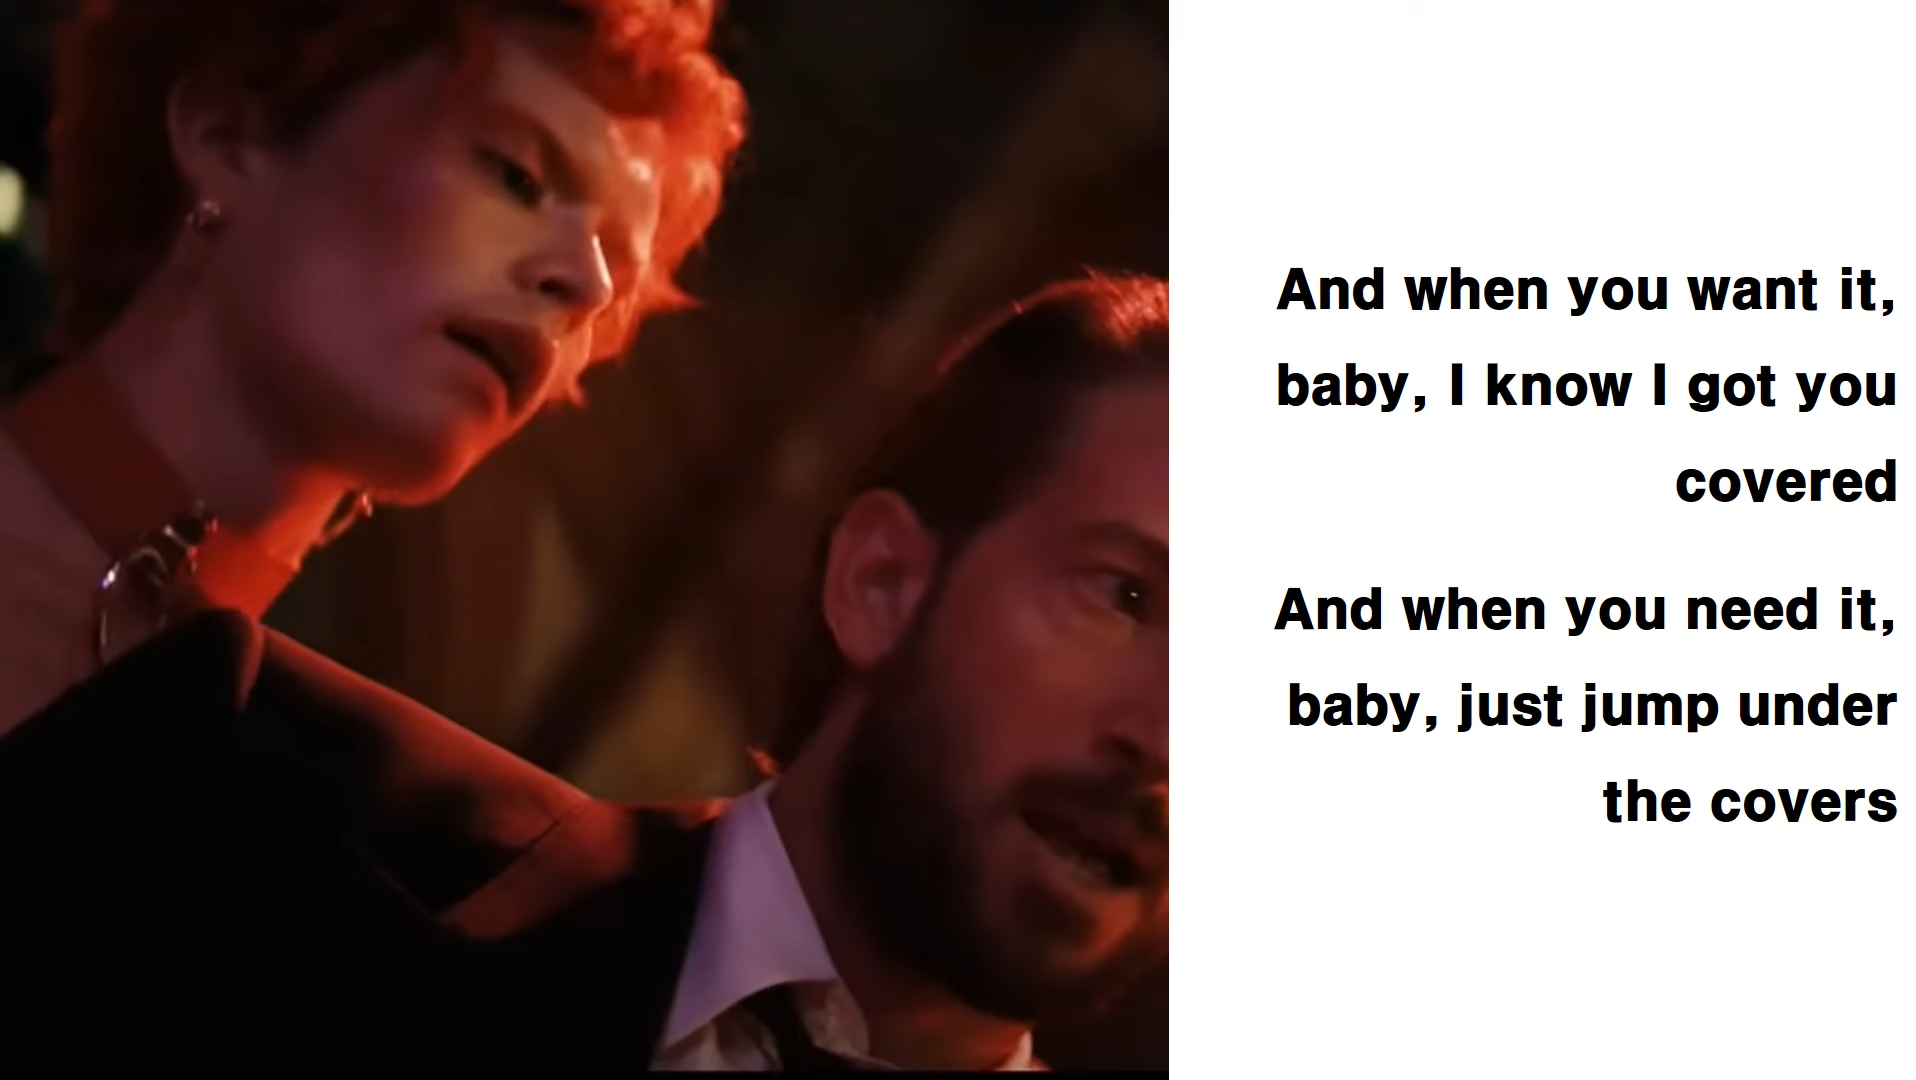 And when you want it,
baby, I know I got you
covered
And when you need it,
baby, just jump under
the covers